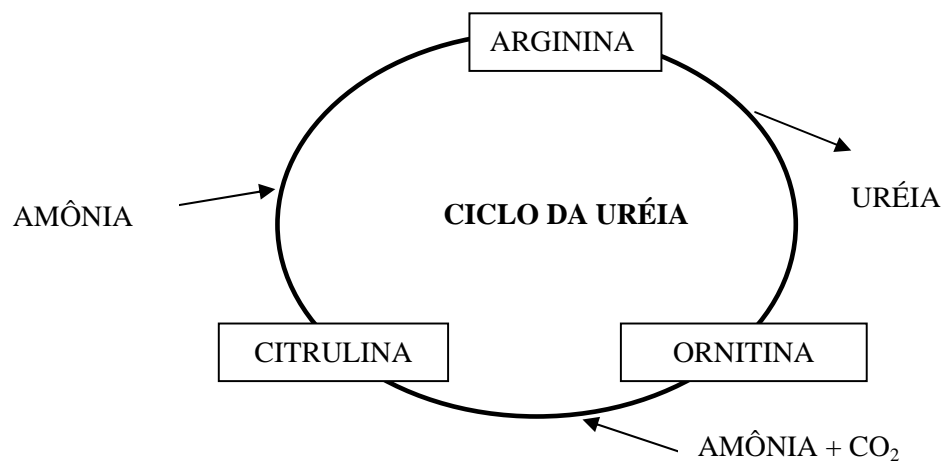 ARGININA
AMÔNIA
CICLO DA URÉIA
URÉIA
CITRULINA
ORNITINA
AMÔNIA + CO₂